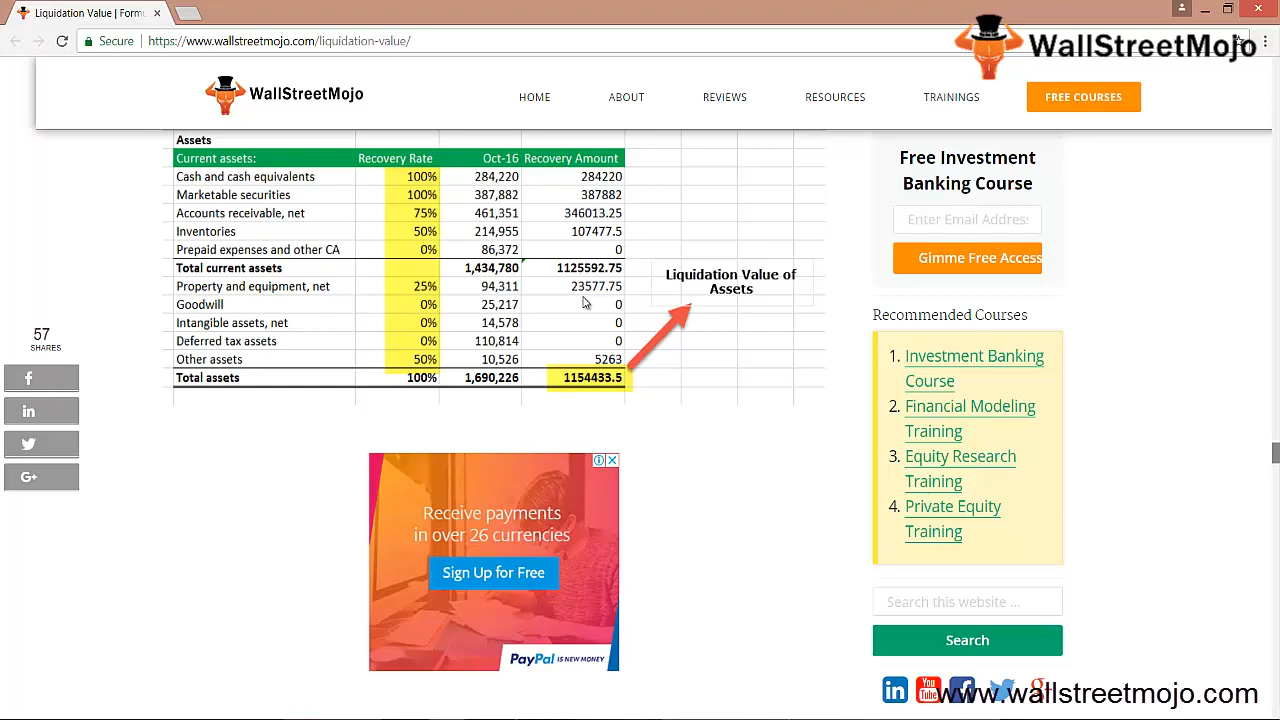 Liquidation Value | Form
Secure
https://www.wallstreetmojo.com/liquidation-value/
WallStreetMojo
WallStreetMojo
HOME
ABOUT
REVIEWS
RESOURCES
TRAININGS
FREE COURSES
Assets
Current assets: Recovery Rate Oct-16 Recovery Amount
Cash and cash equivalents 100% 284,220 284220
Marketable securities 100% 387,882 387882
Accounts receivable, net 75% 461,351 346013.25
Inventories 50% 214,955 107477.5
Prepaid expenses and other CA 0% 86,372 0
Total current assets 1,434,780 1125592.75
Property and equipment, net 25% 94,311 23577.75
Goodwill 0% 25,217 0
Intangible assets, net 0% 14,578 0
Deferred tax assets 0% 110,814 0
Other assets 50% 10,526 5263
Total assets 100% 1,690,226 1154433.5
Liquidation Value of
Assets
57
SHARES
f
in
G+
Receive payments
in over 26 currencies
Sign Up for Free
PayPal IS NEW MONEY
Free Investment
Banking Course
Enter Email Addres
Gimme Free Access
Recommended Courses
1. Investment Banking
Course
2. Financial Modeling
Training
3. Equity Research
Training
4. Private Equity
Training
Search this website ...
Search
in
You
Tube
f
www.wallstreetmojo.com